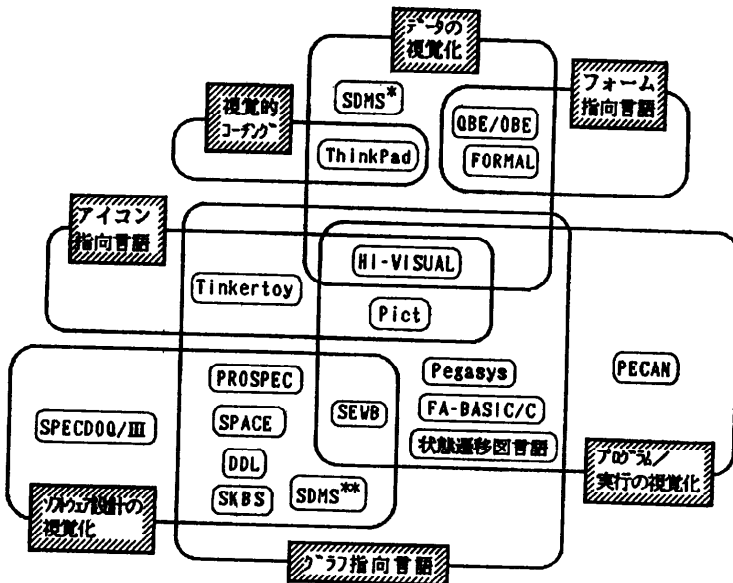 データの
視覚化
SDMS*
視覚的
コーチング
フォーム
指向言語
QBE/OBE
ThinkPad
FORMAL
アイコン
指向言語
HI-VISUAL
Tinkertoy
Pict
PROSPEC
Pegasys
PECAN
SPECDOQ/III
SPACE
SEWB
FA-BASIC/C
状態遷移図言語
DDL
SKBS
SDMS**
プログラム/
実行の視覚化
ソフトウェア設計の
視覚化
グラフ指向言語